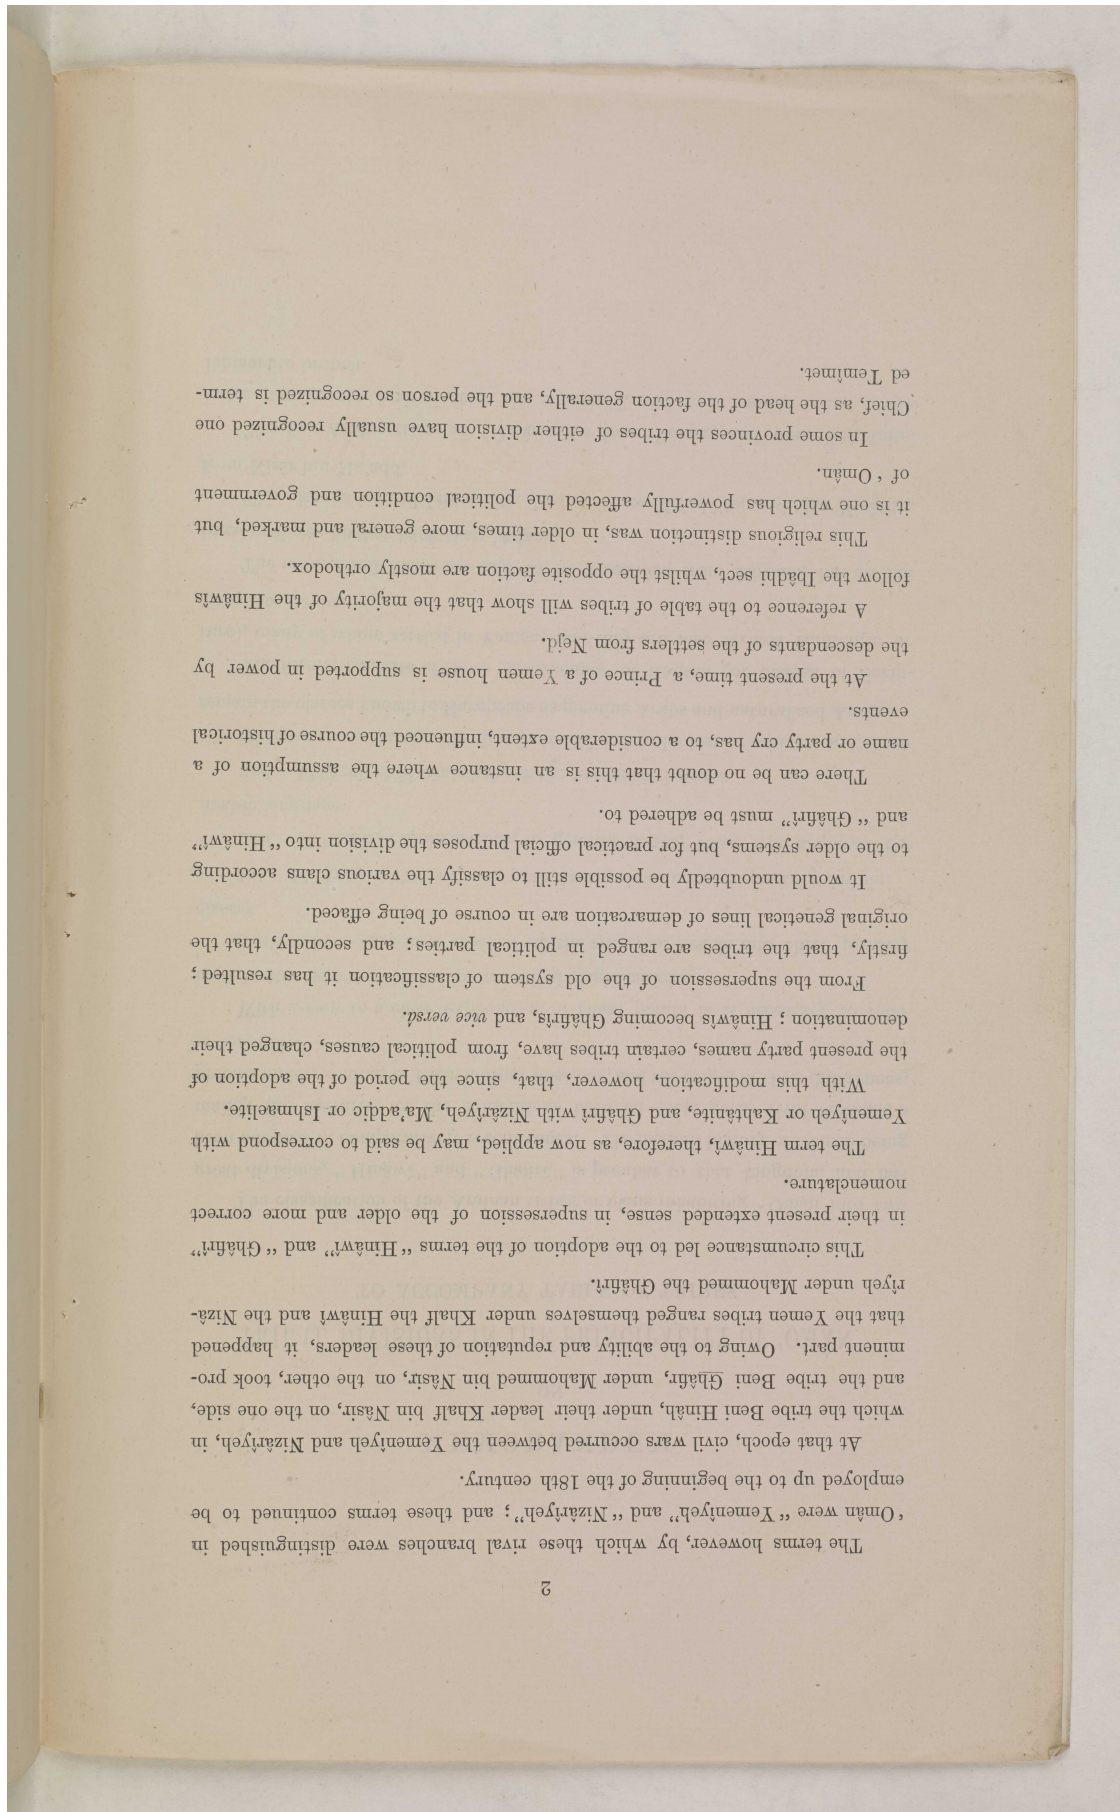 2
The terms however, by which these rival branches were distinguished in
'Omân were "Yemenîyeh" and "Nizârîyeh"; and these terms continued to be
employed up to the beginning of the 18th century.
At that epoch, civil wars occurred between the Yemenîyeh and Nizârîyeh, in
which the tribe Beni Hinâh, under their leader Khalf bin Nâsir, on the one side,
and the tribe Beni Ghâfir, under Mahommed bin Nâsir, on the other, took pro-
minent part. Owing to the ability and reputation of these leaders, it happened
that the Yemen tribes ranged themselves under Khalf the Hinâwî and the Nizâ-
rîyeh under Mahommed the Ghâfirî.
This circumstance led to the adoption of the terms "Hinâwî" and "Ghâfirî"
in their present extended sense, in supersession of the older and more correct
nomenclature.
The term Hinâwî, therefore, as now applied, may be said to correspond with
Yemenîyeh or Kahtânite, and Ghâfirî with Nizârîyeh, Ma'addic or Ishmaelite.
With this modification, however, that, since the period of the adoption of
the present party names, certain tribes have, from political causes, changed their
denomination; Hinâwîs becoming Ghâfirîs, and vice versâ.
From the supersession of the old system of classification it has resulted;
firstly, that the tribes are ranged in political parties; and secondly, that the
original genetical lines of demarcation are in course of being effaced.
It would undoubtedly be possible still to classify the various clans according
to the older systems, but for practical official purposes the division into "Hinâwî"
and "Ghâfirî" must be adhered to.
There can be no doubt that this is an instance where the assumption of a
name or party cry has, to a considerable extent, influenced the course of historical
events.
At the present time, a Prince of a Yemen house is supported in power by
the descendants of the settlers from Nejd.
A reference to the table of tribes will show that the majority of the Hinâwîs
follow the Ibâdhi sect, whilst the opposite faction are mostly orthodox.
This religious distinction was, in older times, more general and marked, but
it is one which has powerfully affected the political condition and government
of 'Omân.
In some provinces the tribes of either division have usually recognized one
Chief, as the head of the faction generally, and the person so recognized is term-
ed Temîmet.